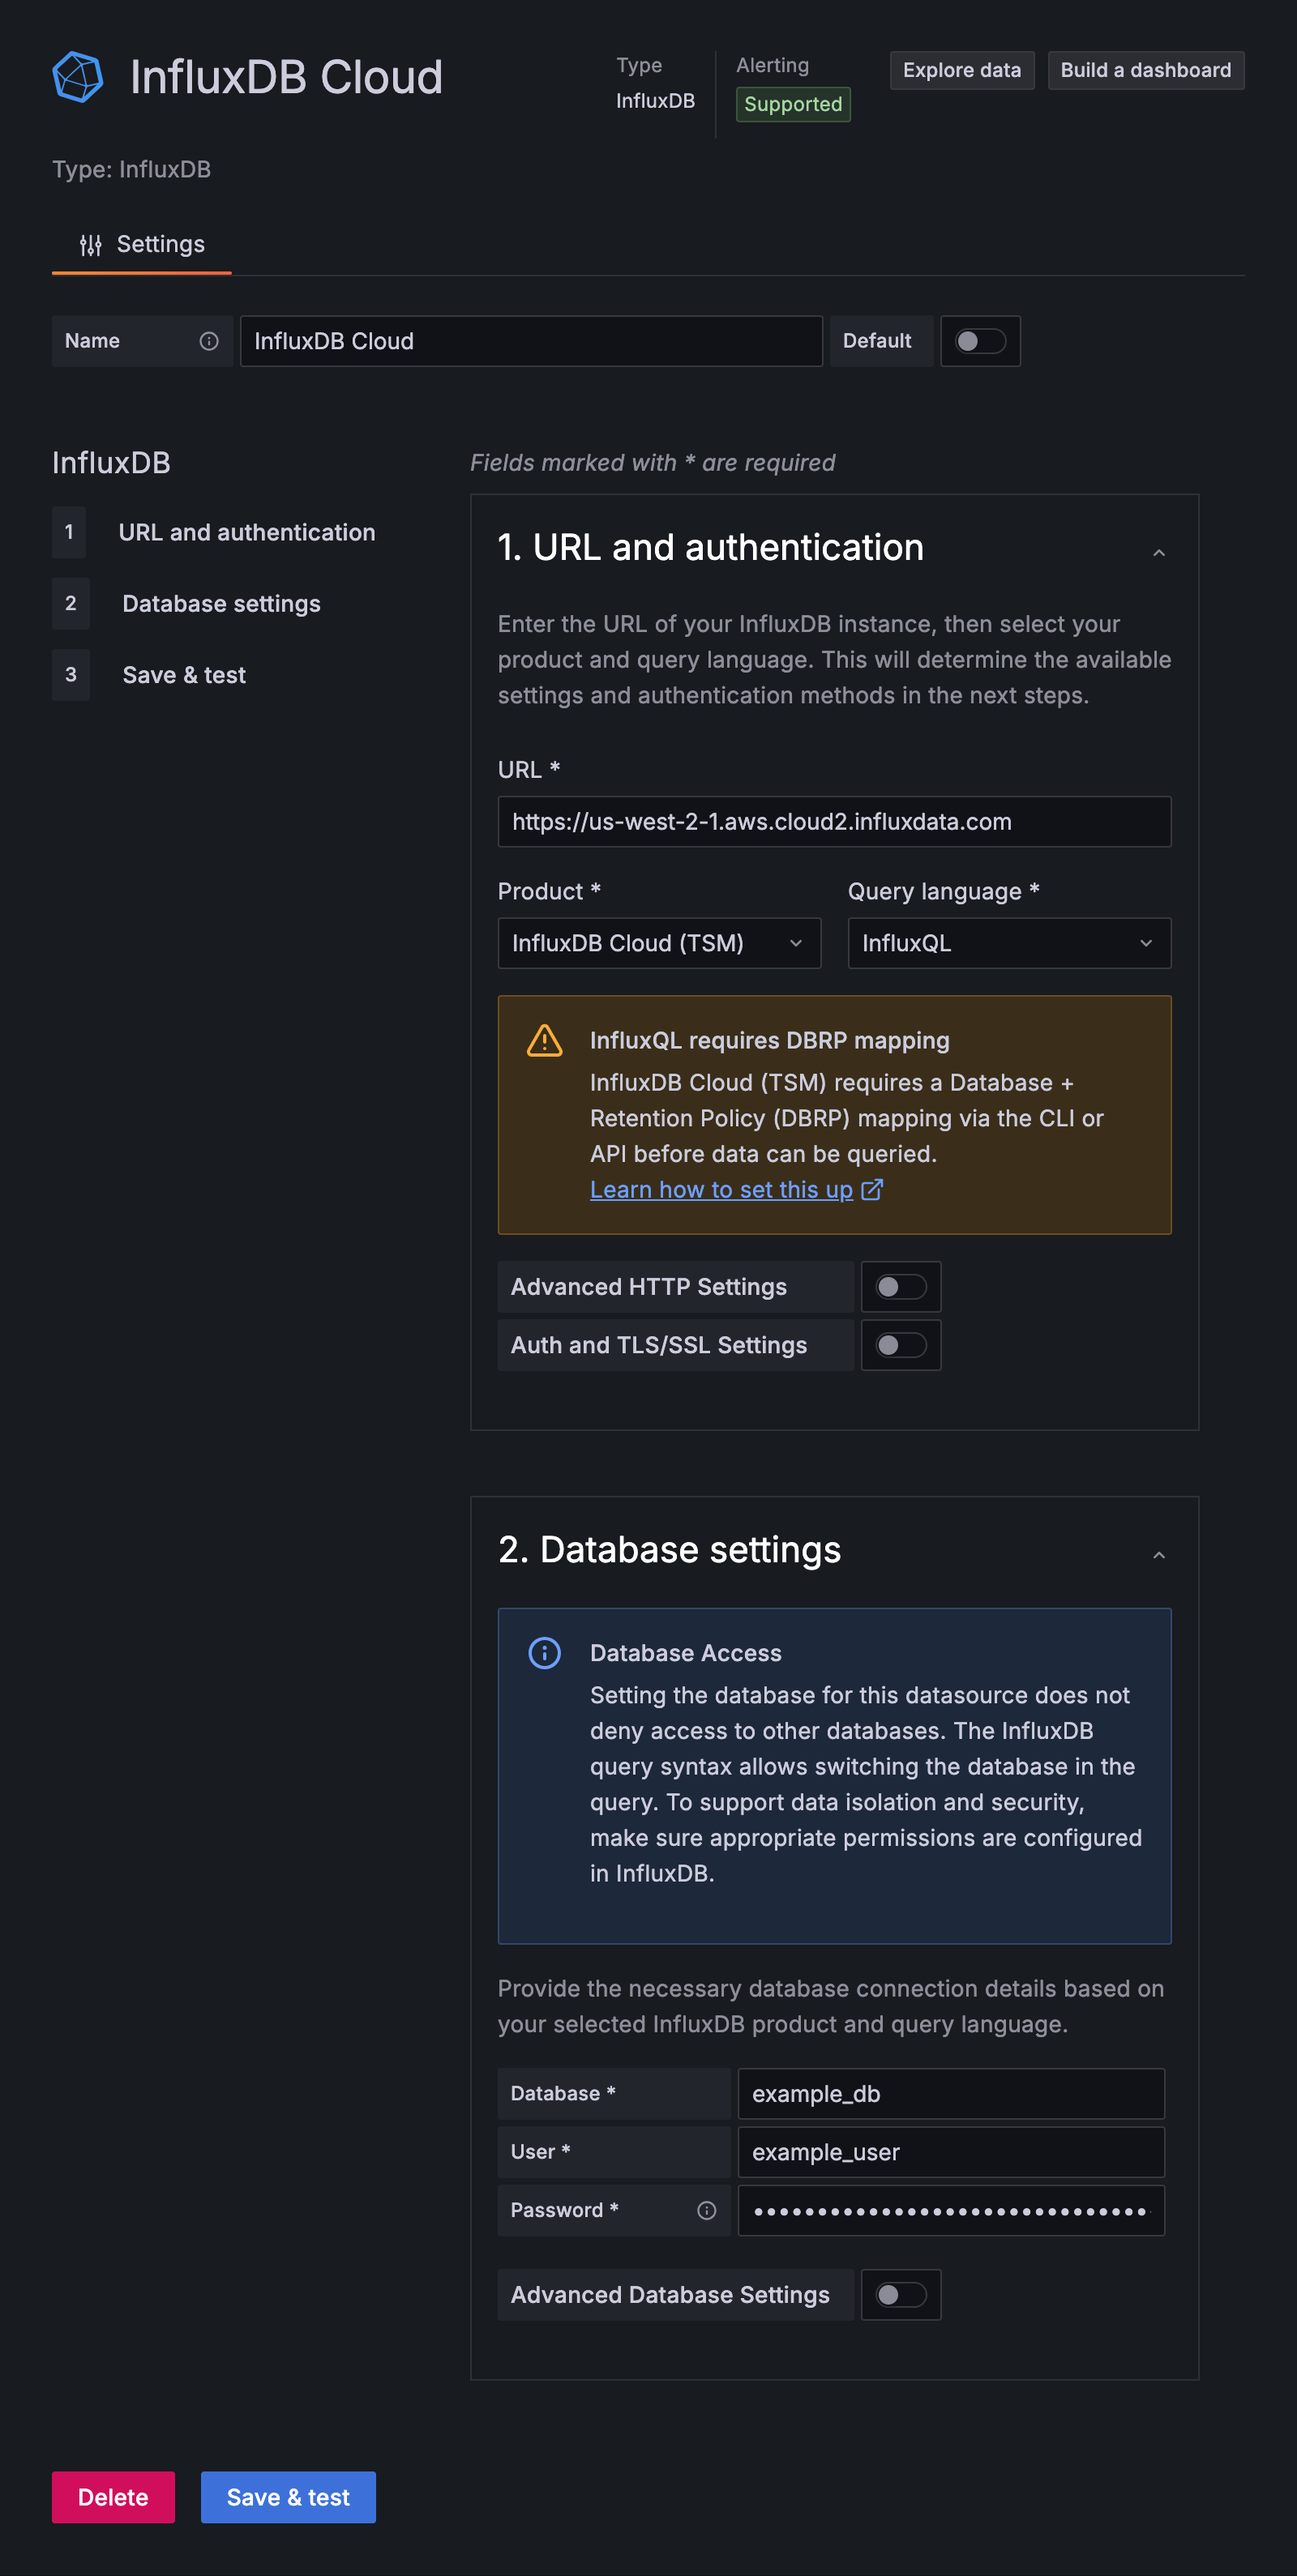 InfluxDB Cloud
Type
InfluxDB
Alerting
Supported
Explore data
Build a dashboard
Type: InfluxDB
Settings
Name
InfluxDB Cloud
Default
InfluxDB
1 URL and authentication
2 Database settings
3 Save & test
Fields marked with * are required
1. URL and authentication
Enter the URL of your InfluxDB instance, then select your
product and query language. This will determine the available
settings and authentication methods in the next steps.
URL *
https://us-west-2-1.aws.cloud2.influxdata.com
Product *
InfluxDB Cloud (TSM)
Query language *
InfluxQL
InfluxQL requires DBRP mapping
InfluxDB Cloud (TSM) requires a Database +
Retention Policy (DBRP) mapping via the CLI or
API before data can be queried.
Learn how to set this up
Advanced HTTP Settings
Auth and TLS/SSL Settings
2. Database settings
Database Access
Setting the database for this datasource does not
deny access to other databases. The InfluxDB
query syntax allows switching the database in the
query. To support data isolation and security,
make sure appropriate permissions are configured
in InfluxDB.
Provide the necessary database connection details based on
your selected InfluxDB product and query language.
Database *
example_db
User *
example_user
Password *
Advanced Database Settings
Delete
Save & test